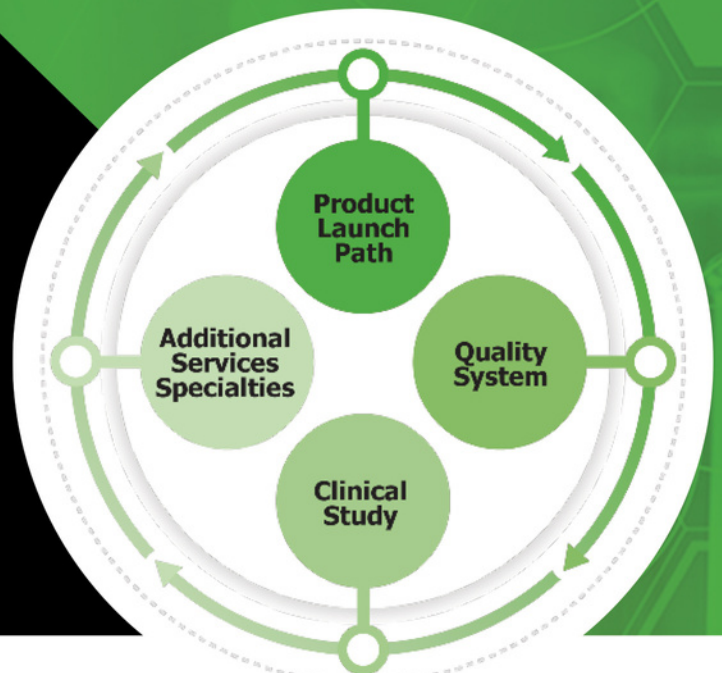 Product
Launch
Path
Additional
Services
Specialties
Quality
System
Clinical
Study